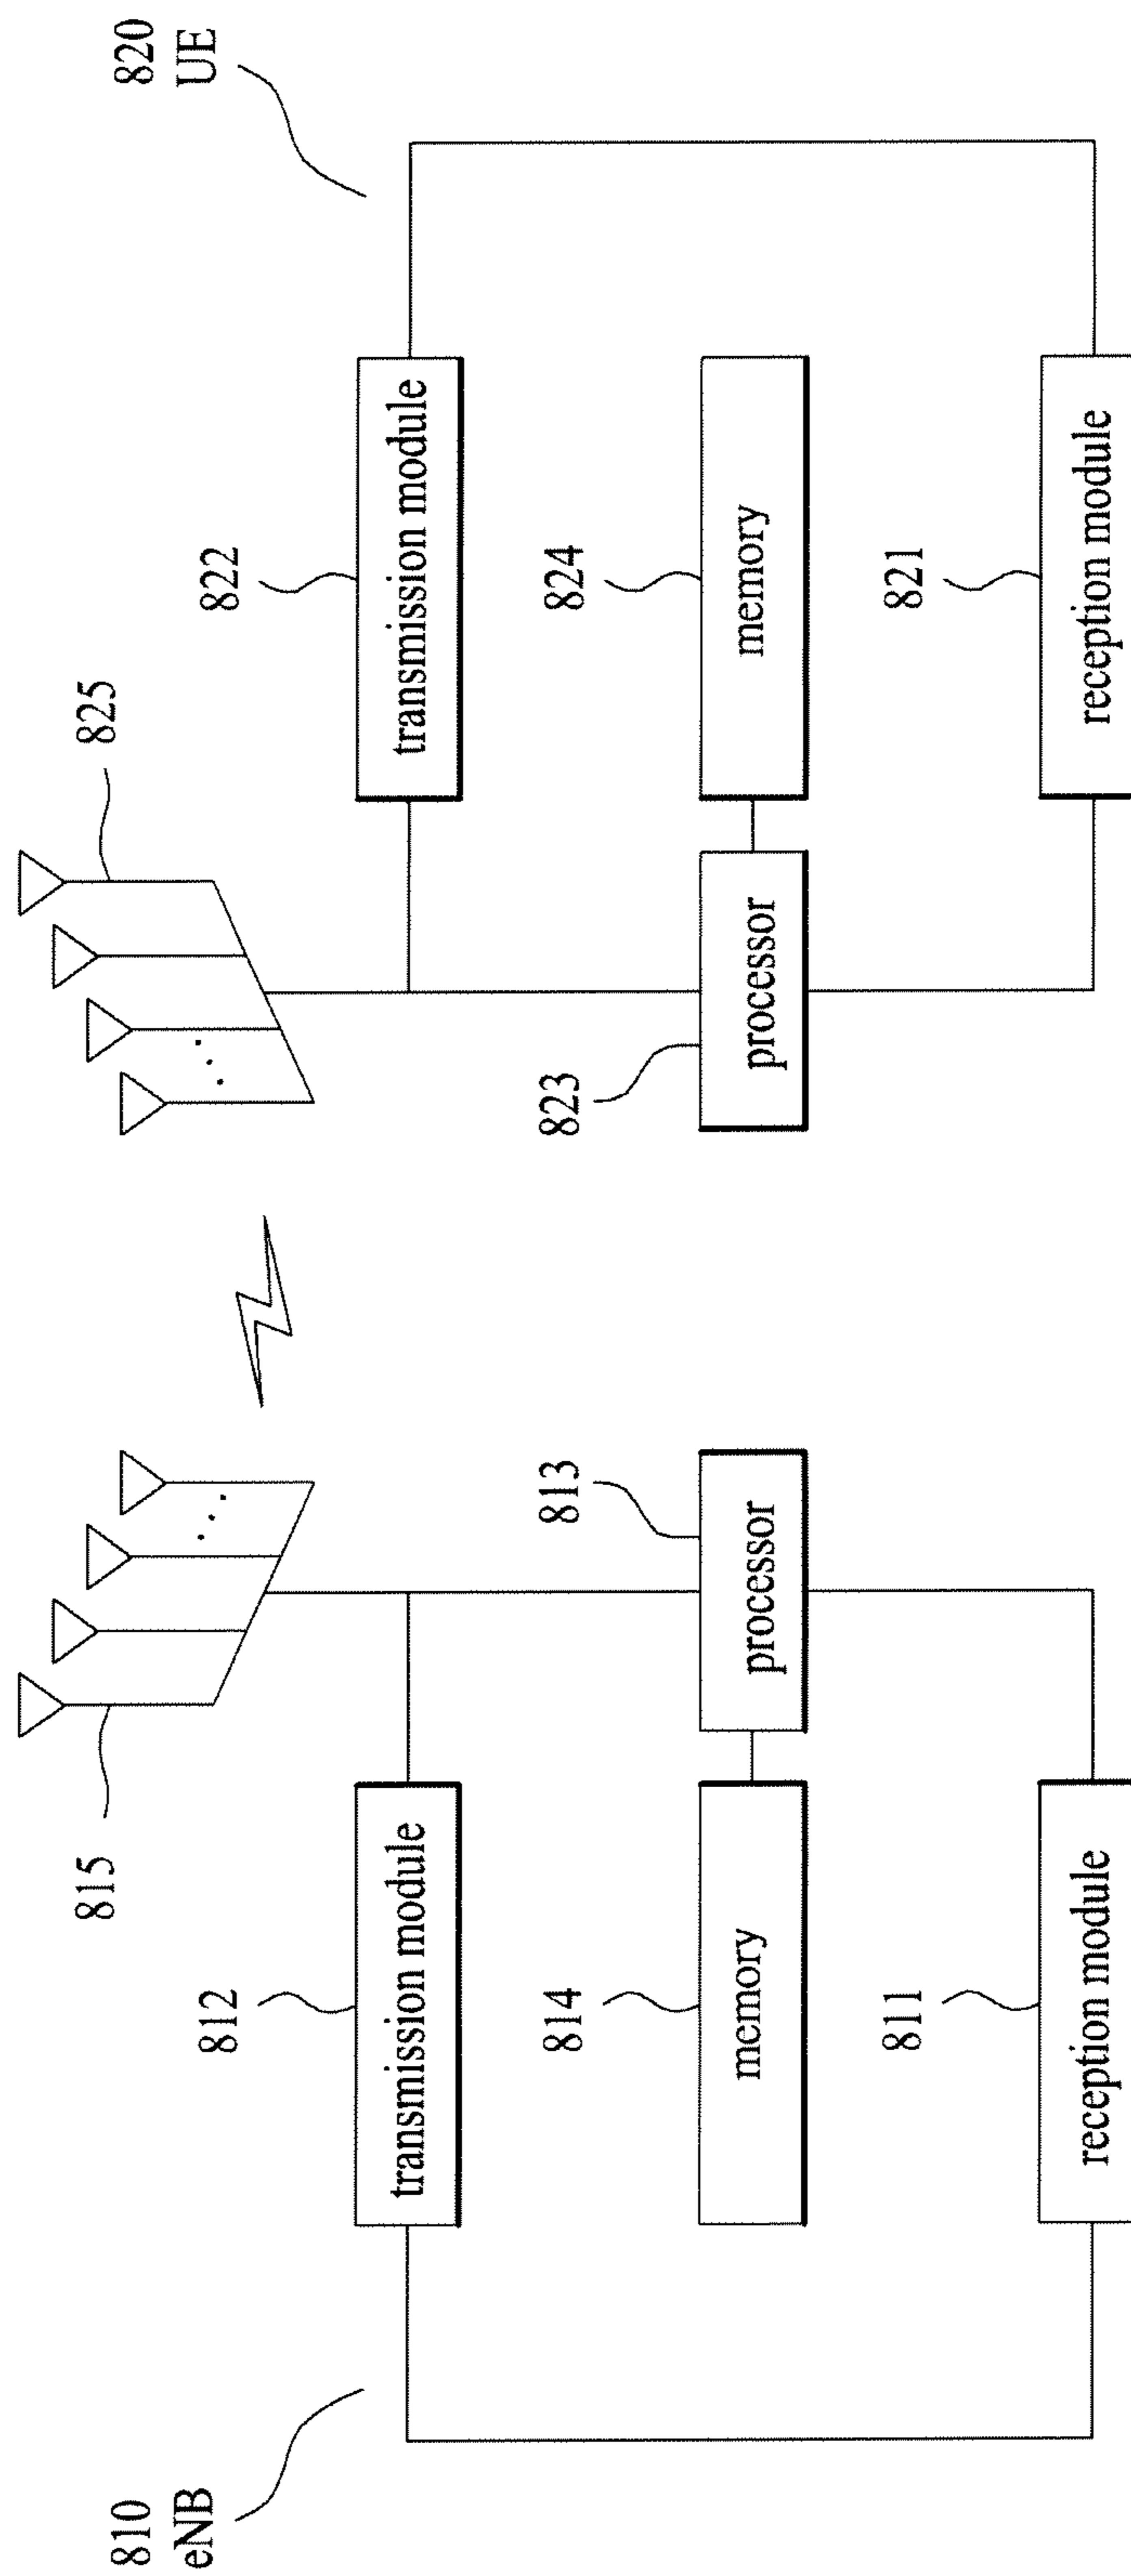 810
eNB
815
825
820
UE
812
transmission module
822
transmission module
814
memory
813
processor
823
processor
824
memory
811
reception module
821
reception module